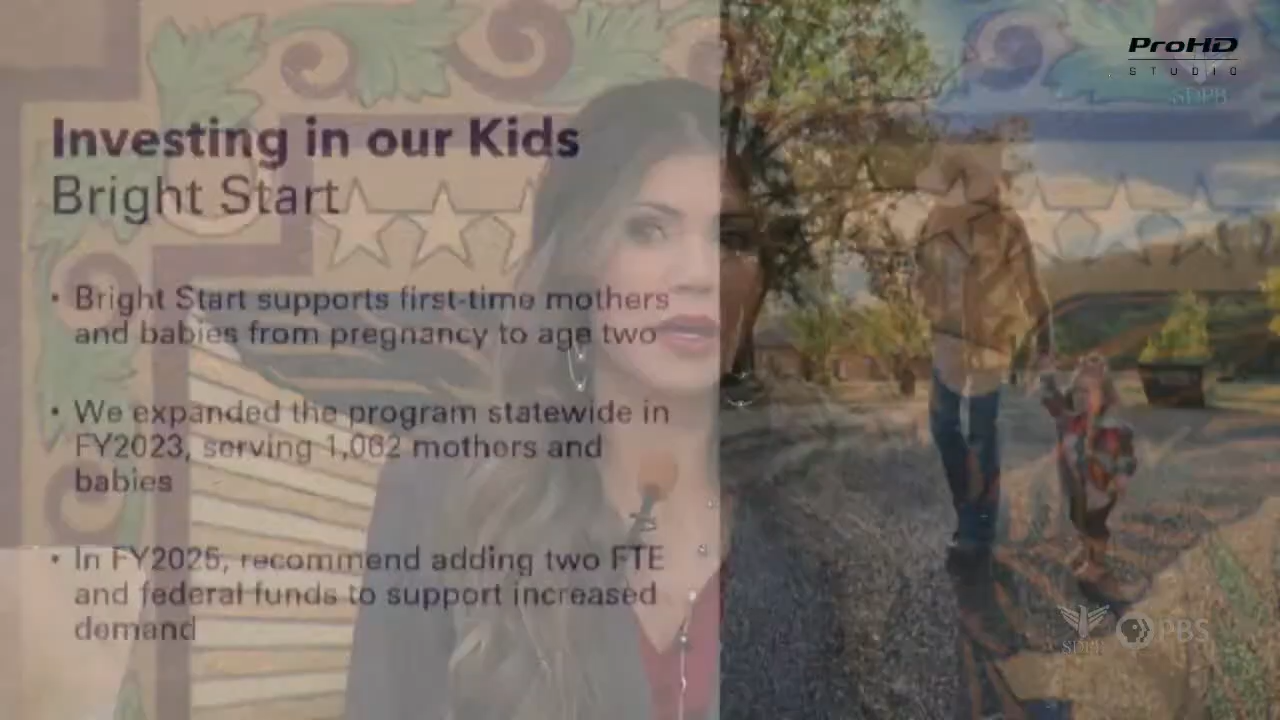 ProHD
STUDIO
SDPB
Investing in our Kids
Bright Start
• Bright Start supports first-time mothers
and babies from pregnancy to age two
• We expanded the program statewide in
FY2023, serving 1,062 mothers and
babies
• In FY2025, recommend adding two FTE
and federal funds to support increased
demand
SDPB PBS